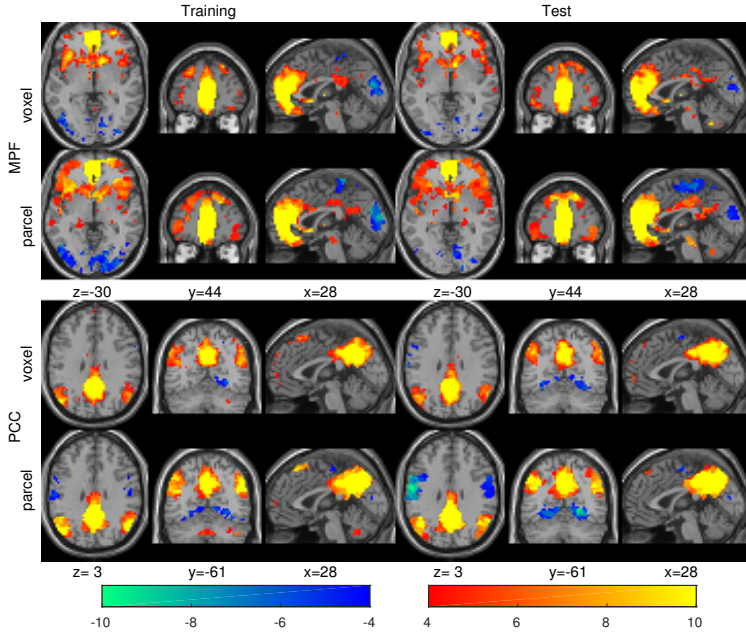 Training Test
voxel
MPF
parcel
z=-30 y=44 x=28 z=-30 y=44 x=28
voxel
PCC
parcel
z= 3 y=-61 x=28 z= 3 y=-61 x=28
-10 -8 -6 -4 4 6 8 10